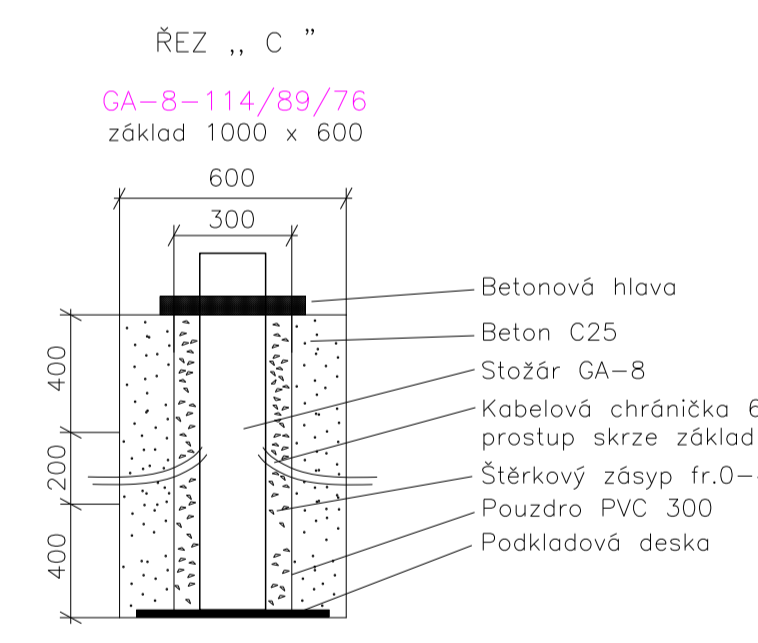 ŘEZ ,, C ”
GA-8-114/89/76
základ 1000 x 600
600
300
Betonová hlava
Beton C25
400
Stožár GA-8
Kabelová chránička 6
prostup skrze základ
200
Štěrkový zásyp fr.0-
Pouzdro PVC 300
400
Podkladová deska